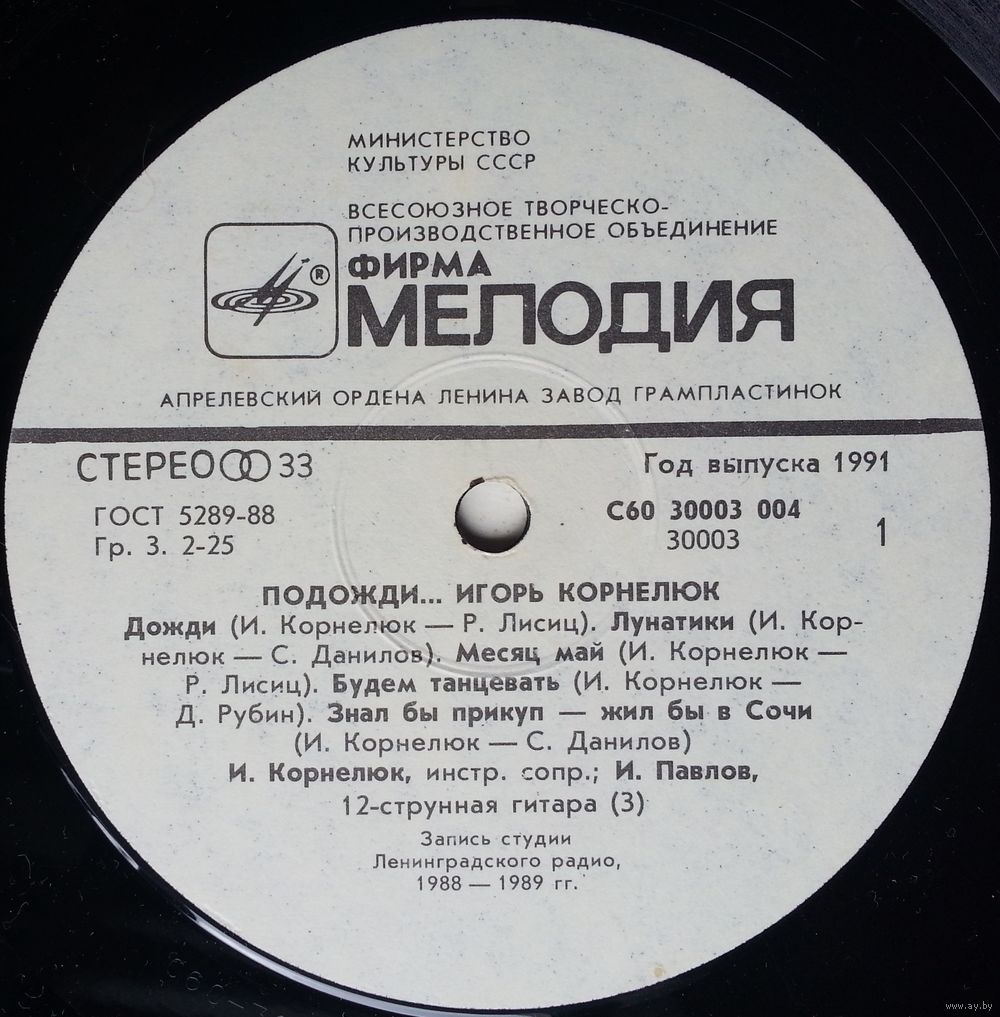 МИНИСТЕРСТВО
КУЛЬТУРЫ СССР
ВСЕСОЮЗНОЕ ТВОРЧЕСКО-
ПРОИЗВОДСТВЕННОЕ ОБЪЕДИНЕНИЕ
ФИРМА
®
МЕЛОДИЯ
АПРЕЛЕВСКИЙ ОРДЕНА ЛЕНИНА ЗАВОД ГРАМПЛАСТИНОК
СТЕРЕО 33
Год выпуска 1991
ГОСТ 5289-88
Гр. 3. 2-25
С60 30003 004
30003
1
ПОДОЖДИ... ИГОРЬ КОРНЕЛЮК
Дожди (И. Корнелюк — Р. Лисиц). Лунатики (И. Кор-
нелюк — С. Данилов). Месяц май (И. Корнелюк —
Р. Лисиц). Будем танцевать (И. Корнелюк —
Д. Рубин). Знал бы прикуп — жил бы в Сочи
(И. Корнелюк — С. Данилов)
И. Корнелюк, инстр. сопр.; И. Павлов,
12-струнная гитара (3)
Запись студии
Ленинградского радио,
1988 — 1989 гг.
www.ay.by